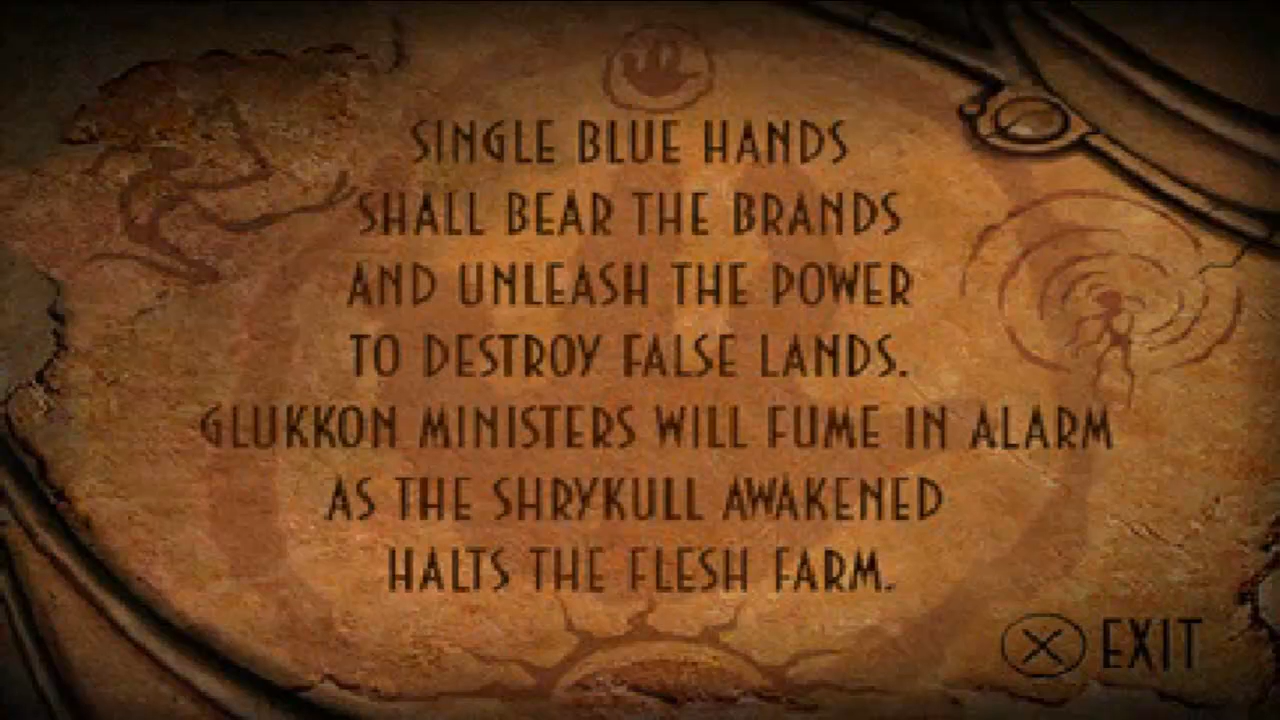 SINGLE BLUE HANDS
SHALL BEAR THE BRANDS
AND UNLEASH THE POWER
TO DESTROY FALSE LANDS.
GLUKKON MINISTERS WILL FUME IN ALARM
AS THE SHRYKULL AWAKENED
HALTS THE FLESH FARM.
EXIT